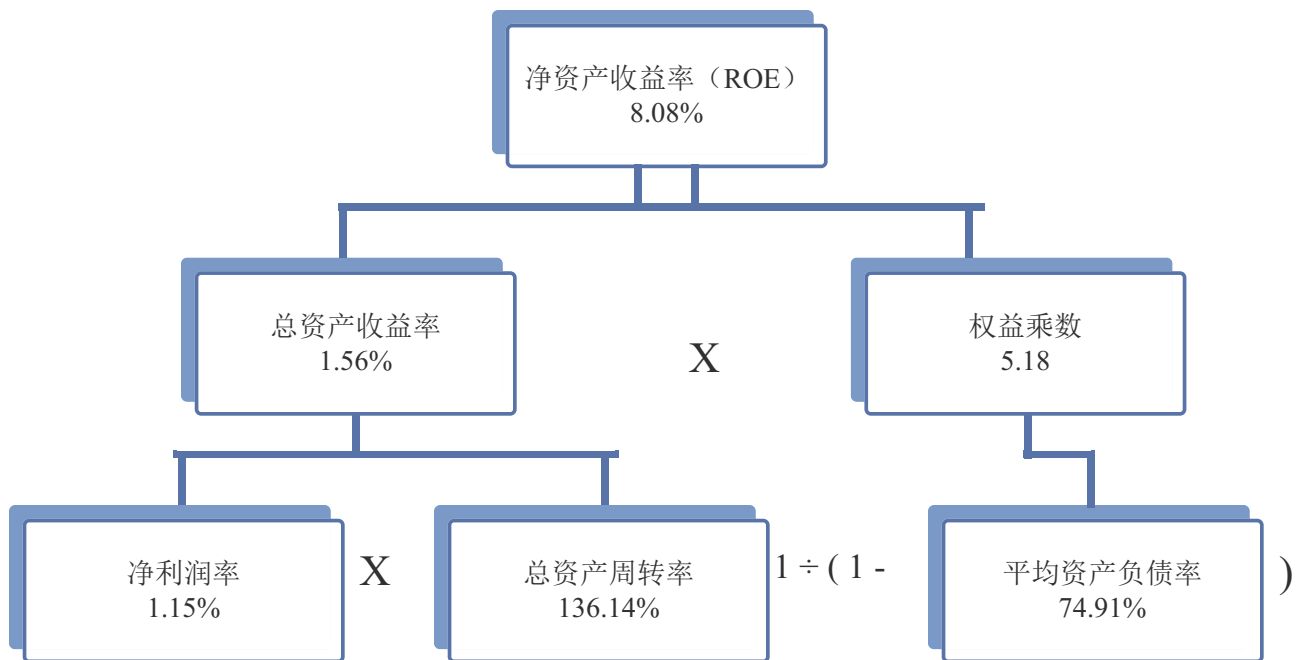 净资产收益率（ROE）
8.08%
总资产收益率
1.56%
X
权益乘数
5.18
净利润率
1.15%
X
总资产周转率
136.14%
1 ÷ ( 1 -
平均资产负债率
74.91%
)